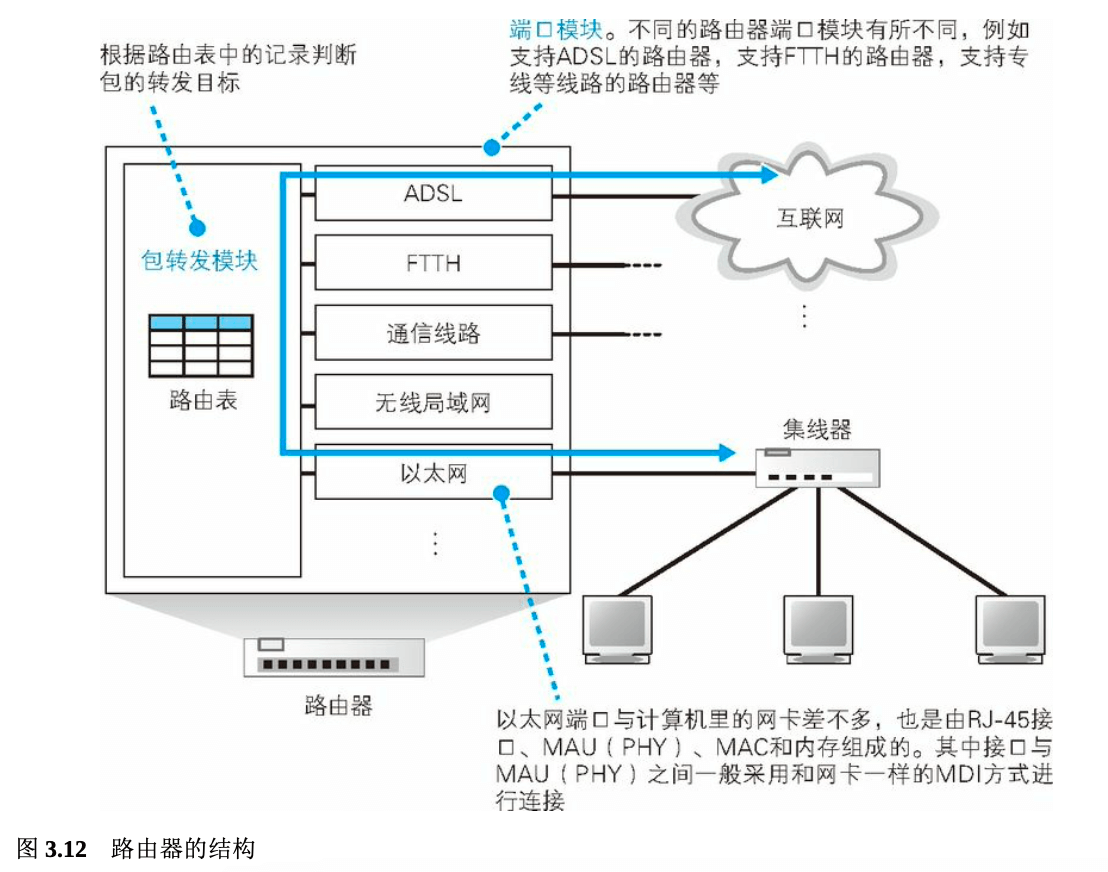 根据路由表中的记录判断
包的转发目标
端口模块。不同的路由器端口模块有所不同，例如
支持ADSL的路由器，支持FTTH的路由器，支持专
线等线路的路由器等
包转发模块
路由表
ADSL
FTTH
通信线路
无线局域网
以太网
⋮
互联网
⋮
集线器
路由器
以太网端口与计算机里的网卡差不多，也是由RJ-45接
口、MAU（PHY）、MAC和内存组成的。其中接口与
MAU（PHY）之间一般采用和网卡一样的MDI方式进
行连接
图 3.12 路由器的结构